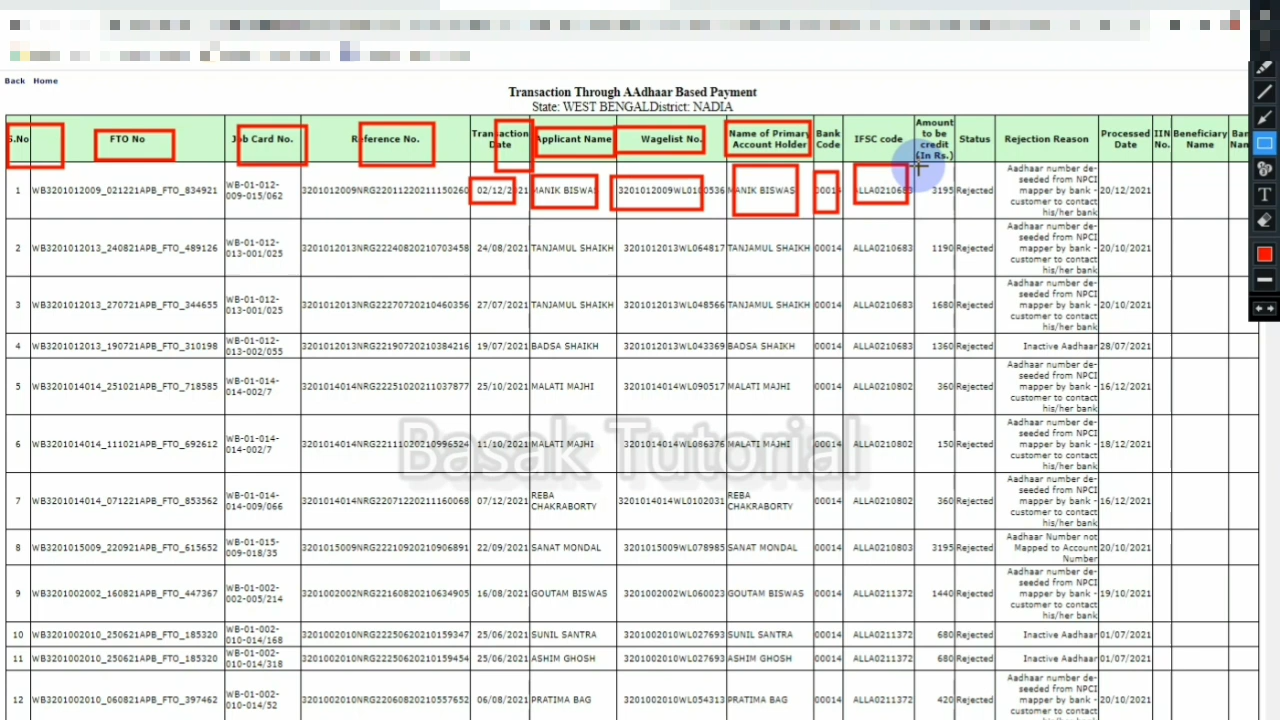 Back Home
Transaction Through AAdhaar Based Payment
State: WEST BENGALDistrict: NADIA
S.No FTO No Job Card No. Reference No. Transaction Date Applicant Name Wagelist No. Name of Primary Account Holder Bank Code IFSC code Amount to be credit (In Rs.) Status Rejection Reason Processed Date IIN No. Beneficiary Name
1 WB3201012009_021221APB_FTO_834921 WB-01-012-009-015/062 3201012009NRG22011220211150260 02/12/2021 MANIK BISWAS 3201012009WL0100536 MANIK BISWAS 00014 ALLA0210683 3195 Rejected Aadhaar number de-seeded from NPCI mapper by bank - customer to contact his/her bank 20/12/2021
2 WB3201012013_240821APB_FTO_489126 WB-01-012-013-001/025 3201012013NRG22240820210703458 24/08/2021 TANJAMUL SHAIKH 3201012013WL064817 TANJAMUL SHAIKH 00014 ALLA0210683 1190 Rejected Aadhaar number de-seeded from NPCI mapper by bank - customer to contact his/her bank 20/10/2021
3 WB3201012013_270721APB_FTO_344655 WB-01-012-013-001/025 3201012013NRG22270720210460356 27/07/2021 TANJAMUL SHAIKH 3201012013WL048566 TANJAMUL SHAIKH 00014 ALLA0210683 1680 Rejected Aadhaar number de-seeded from NPCI mapper by bank - customer to contact his/her bank 20/10/2021
4 WB3201012013_190721APB_FTO_310198 WB-01-012-013-002/055 3201012013NRG22190720210384216 19/07/2021 BADSA SHAIKH 3201012013WL043369 BADSA SHAIKH 00014 ALLA0210683 1360 Rejected Inactive Aadhaar 28/07/2021
5 WB3201014014_251021APB_FTO_718585 WB-01-014-014-002/7 3201014014NRG22251020211037877 25/10/2021 MALATI MAJHI 3201014014WL090517 MALATI MAJHI 00014 ALLA0210802 360 Rejected Aadhaar number de-seeded from NPCI mapper by bank - customer to contact his/her bank 16/12/2021
6 WB3201014014_111021APB_FTO_692612 WB-01-014-014-002/7 3201014014NRG22111020210996524 11/10/2021 MALATI MAJHI 3201014014WL086376 MALATI MAJHI 00014 ALLA0210802 150 Rejected Aadhaar number de-seeded from NPCI mapper by bank - customer to contact his/her bank 18/12/2021
Basak Tutorial
7 WB3201014014_071221APB_FTO_853562 WB-01-014-014-009/066 3201014014NRG22071220211160068 07/12/2021 REBA CHAKRABORTY 3201014014WL0102031 REBA CHAKRABORTY 00014 ALLA0210802 360 Rejected Aadhaar number de-seeded from NPCI mapper by bank - customer to contact his/her bank 16/12/2021
8 WB3201015009_220921APB_FTO_615652 WB-01-015-009-018/35 3201015009NRG22210920210906891 22/09/2021 SANAT MONDAL 3201015009WL078985 SANAT MONDAL 00014 ALLA0210803 3195 Rejected Aadhaar Number not Mapped to Account Number 20/10/2021
9 WB3201002002_160821APB_FTO_447367 WB-01-002-002-005/214 3201002002NRG22160820210634905 16/08/2021 GOUTAM BISWAS 3201002002WL060023 GOUTAM BISWAS 00014 ALLA0211372 1440 Rejected Aadhaar number de-seeded from NPCI mapper by bank - customer to contact his/her bank 19/10/2021
10 WB3201002010_250621APB_FTO_185320 WB-01-002-010-014/168 3201002010NRG22250620210159347 25/06/2021 SUNIL SANTRA 3201002010WL027693 SUNIL SANTRA 00014 ALLA0211372 680 Rejected Inactive Aadhaar 01/07/2021
11 WB3201002010_250621APB_FTO_185320 WB-01-002-010-014/318 3201002010NRG22250620210159454 25/06/2021 ASHIM GHOSH 3201002010WL027693 ASHIM GHOSH 00014 ALLA0211372 680 Rejected Inactive Aadhaar 01/07/2021
12 WB3201002010_060821APB_FTO_397462 WB-01-002-010-014/52 3201002010NRG22060820210557652 06/08/2021 PRATIMA BAG 3201002010WL054313 PRATIMA BAG 00014 ALLA0211372 420 Rejected Aadhaar number de-seeded from NPCI mapper by bank - customer to contact 20/10/2021